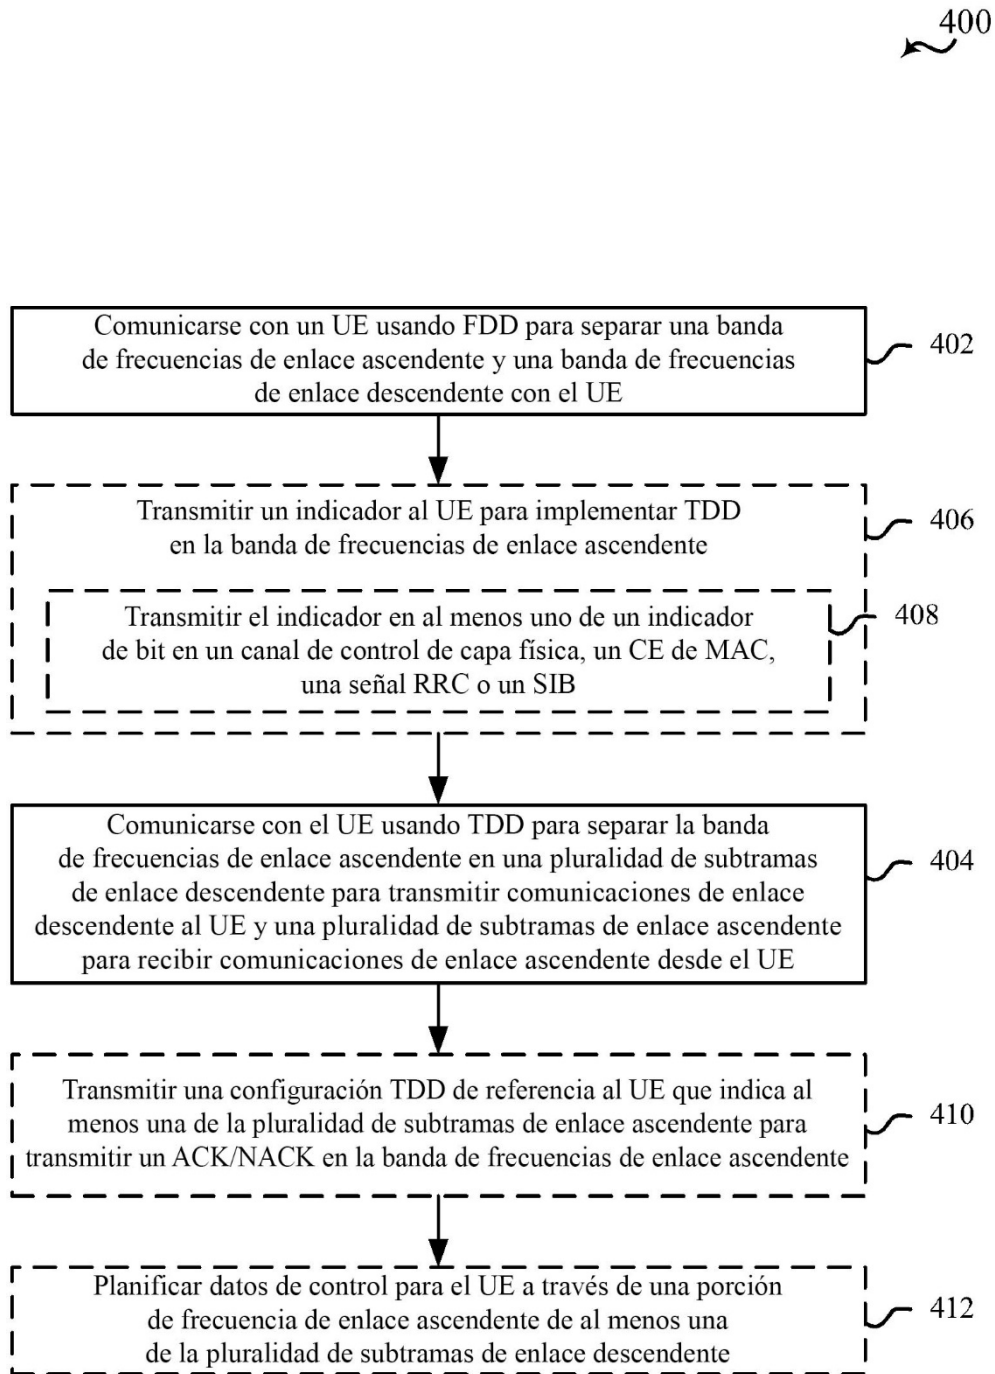 400
Comunicarse con un UE usando FDD para separar una banda
de frecuencias de enlace ascendente y una banda de frecuencias
de enlace descendente con el UE
402
Transmitir un indicador al UE para implementar TDD
en la banda de frecuencias de enlace ascendente
406
Transmitir el indicador en al menos uno de un indicador
de bit en un canal de control de capa física, un CE de MAC,
una señal RRC o un SIB
408
Comunicarse con el UE usando TDD para separar la banda
de frecuencias de enlace ascendente en una pluralidad de subtramas
de enlace descendente para transmitir comunicaciones de enlace
descendente al UE y una pluralidad de subtramas de enlace ascendente
para recibir comunicaciones de enlace ascendente desde el UE
404
Transmitir una configuración TDD de referencia al UE que indica al
menos una de la pluralidad de subtramas de enlace ascendente para
transmitir un ACK/NACK en la banda de frecuencias de enlace ascendente
410
Planificar datos de control para el UE a través de una porción
de frecuencia de enlace ascendente de al menos una
de la pluralidad de subtramas de enlace descendente
412